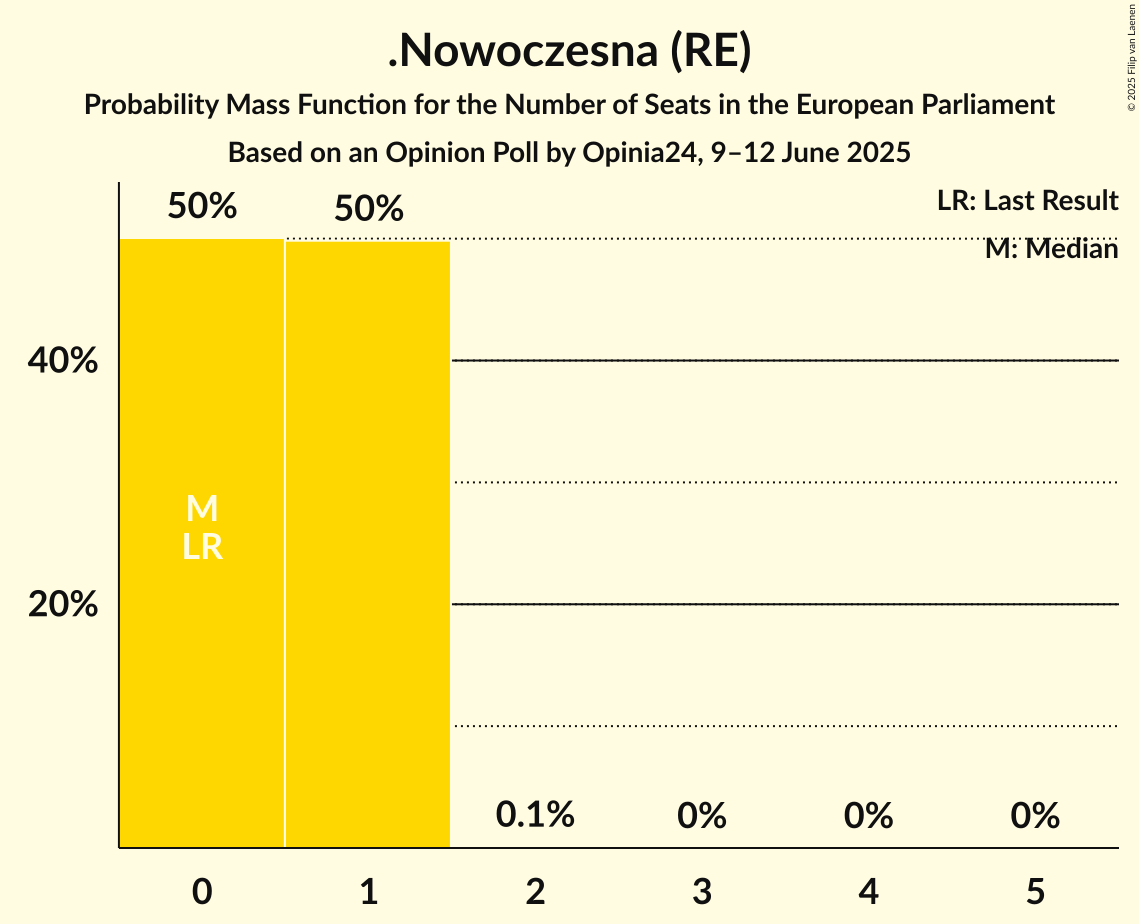 .Nowoczesna (RE)
Probability Mass Function for the Number of Seats in the European Parliament
Based on an Opinion Poll by Opinia24, 9–12 June 2025
© 2025 Filip van Laenen
50%
50%
LR: Last Result
M: Median
40%
M
LR
20%
0.1%
0%
0%
0%
0
1
2
3
4
5